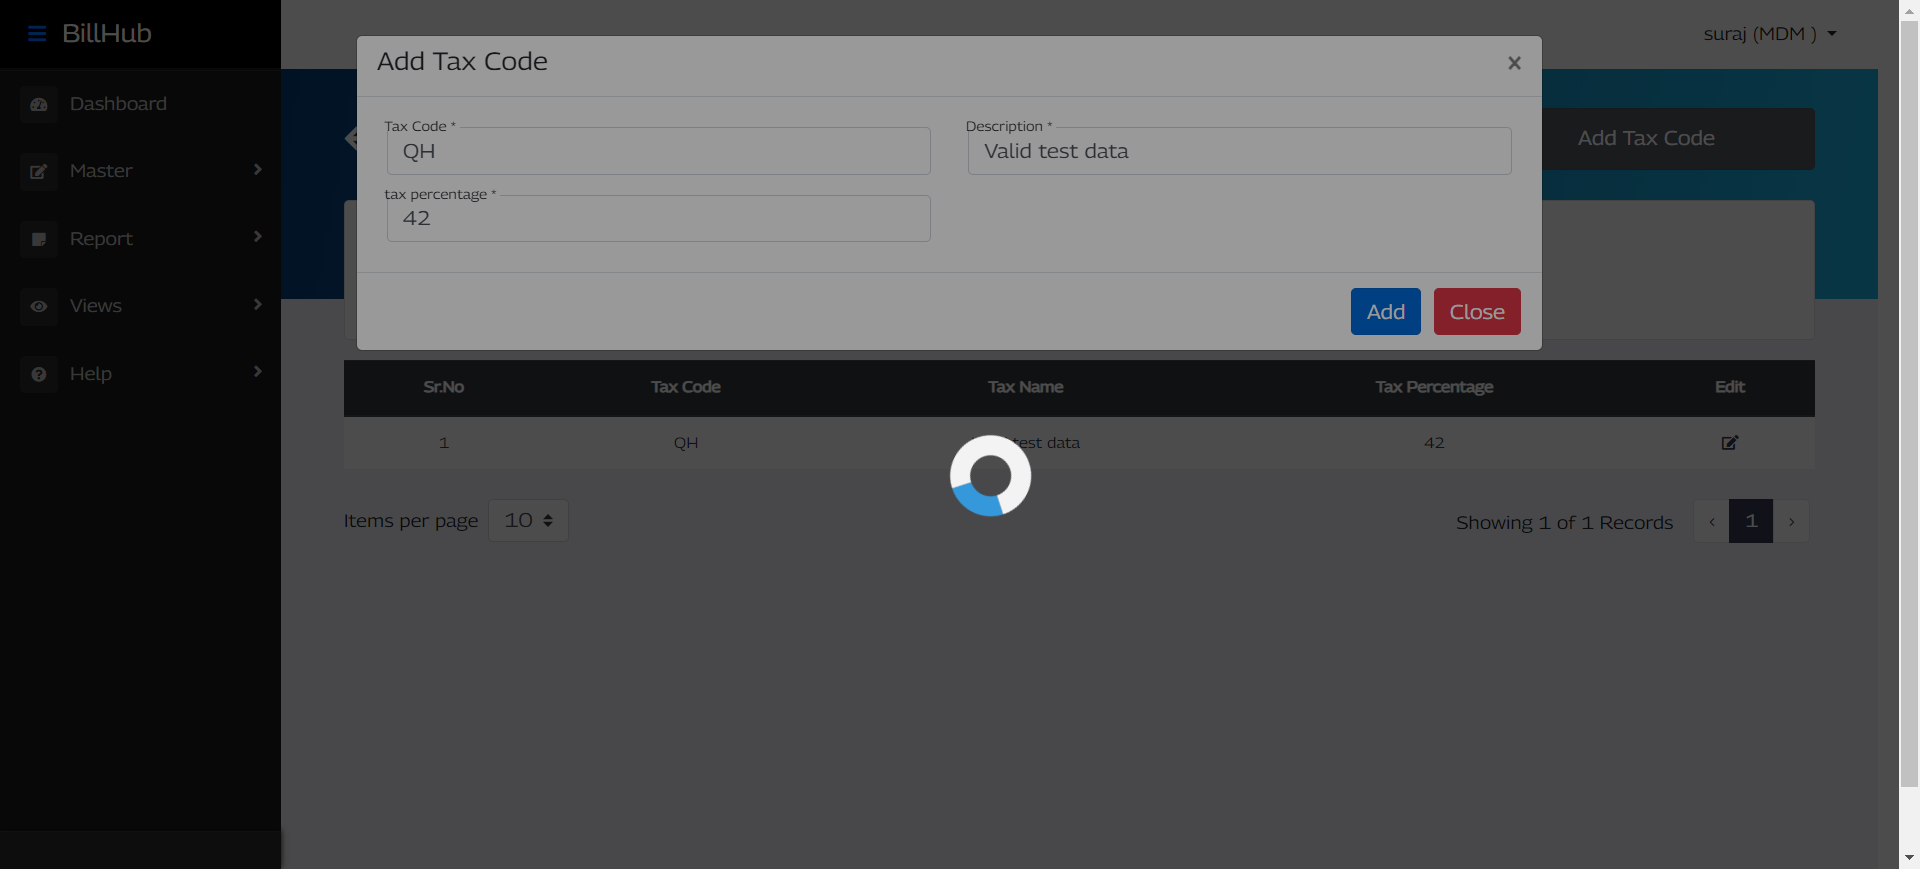 BillHub
suraj (MDM )
Dashboard
Master
Report
Views
Help
Add Tax Code
×
Tax Code *
QH
Description *
Valid test data
tax percentage *
42
Add
Close
Add Tax Code
Sr.No Tax Code Tax Name Tax Percentage Edit
1 QH test data 42
Items per page 10
Showing 1 of 1 Records ‹ 1 ›